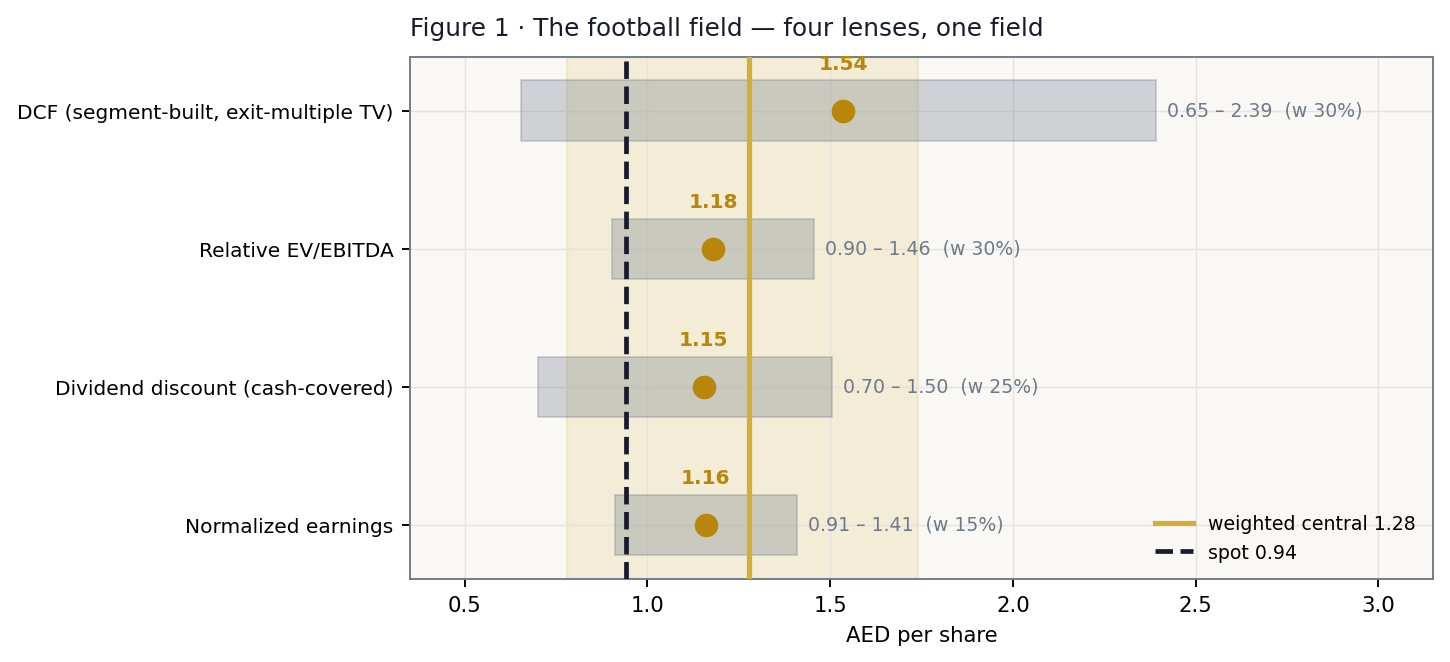 Figure 1 · The football field — four lenses, one field
1.54
DCF (segment-built, exit-multiple TV)
0.65 – 2.39 (w 30%)
1.18
Relative EV/EBITDA
0.90 – 1.46 (w 30%)
1.15
Dividend discount (cash-covered)
0.70 – 1.50 (w 25%)
1.16
Normalized earnings
0.91 – 1.41 (w 15%)
weighted central 1.28
spot 0.94
0.5 1.0 1.5 2.0 2.5 3.0
AED per share